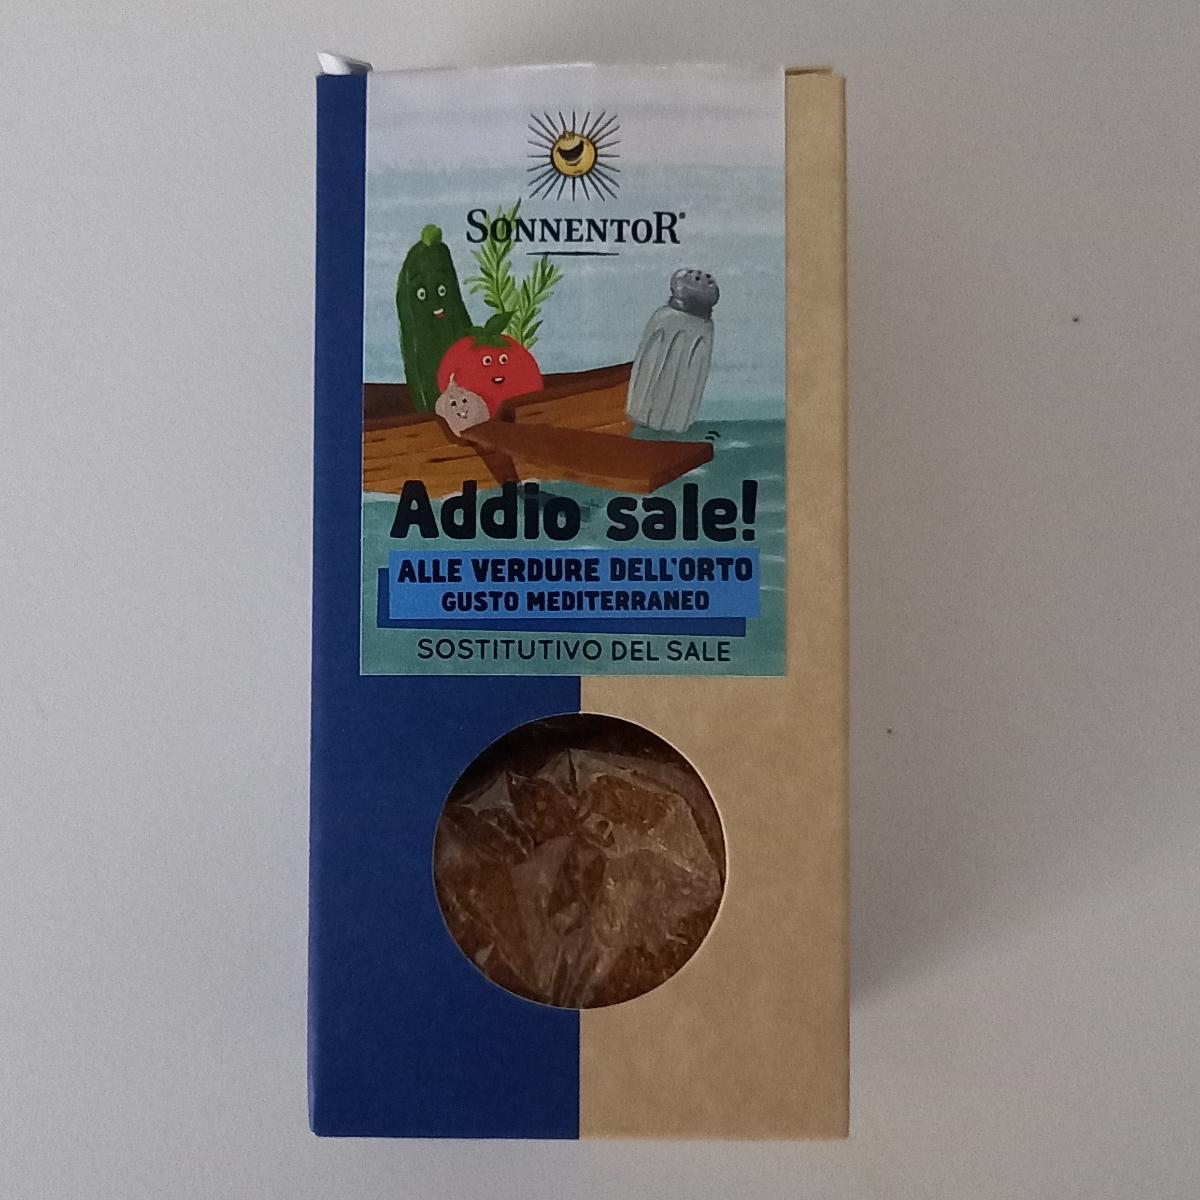 SONNENTOR®
Addio sale!
ALLE VERDURE DELL'ORTO
GUSTO MEDITERRANEO
SOSTITUTIVO DEL SALE